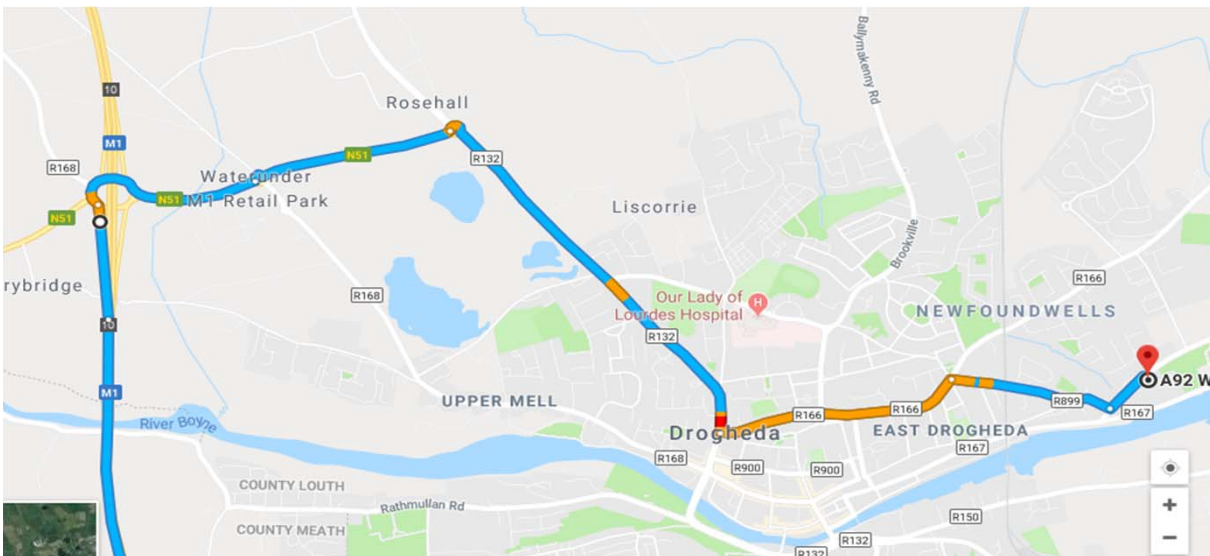 Ballymakenny Rd
10
Rosehall
M1
R132
N51
R168
Waterunder
N51
M1 Retail Park
Liscorrie
N51
Brookville
R166
rybridge
R168
Our Lady of
Lourdes Hospital
H
NEWFOUNDWELLS
10
R132
A92 W
M1
UPPER MELL
R899
R166
R166
R167
River Boyne
Drogheda
EAST DROGHEDA
R168
R167
R900
R900
COUNTY LOUTH
Rathmullan Rd
R150
COUNTY MEATH
R132
R132
+
−